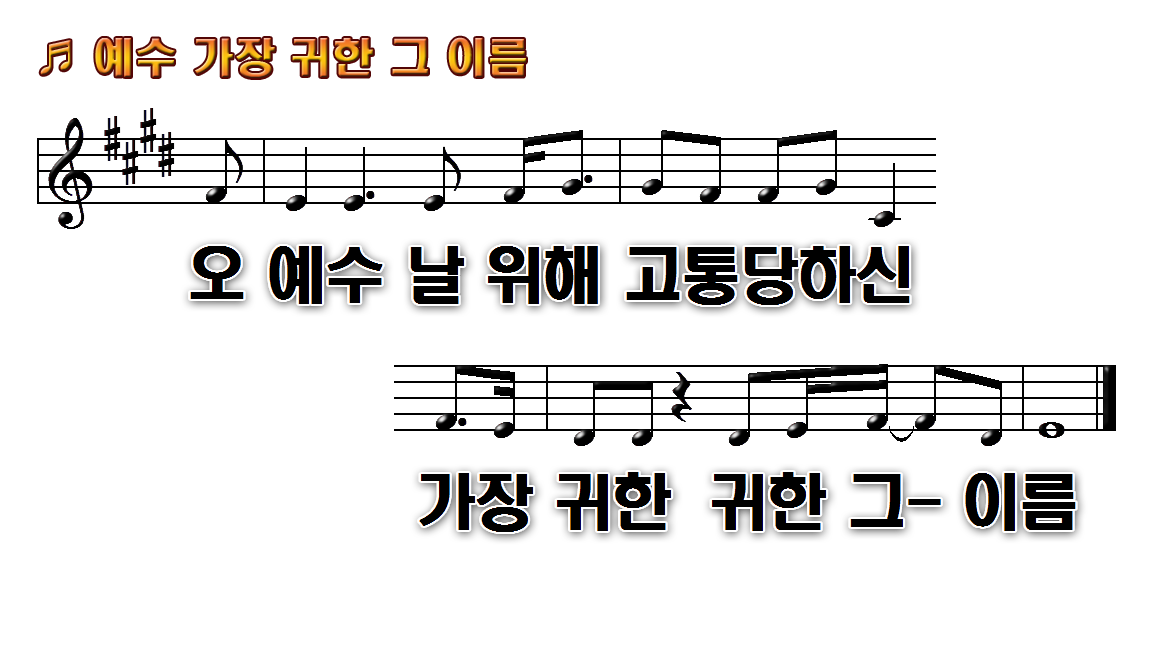 ♬ 예수 가장 귀한 그 이름
오 예수 날 위해 고통당하신
가장 귀한 귀한 그- 이름